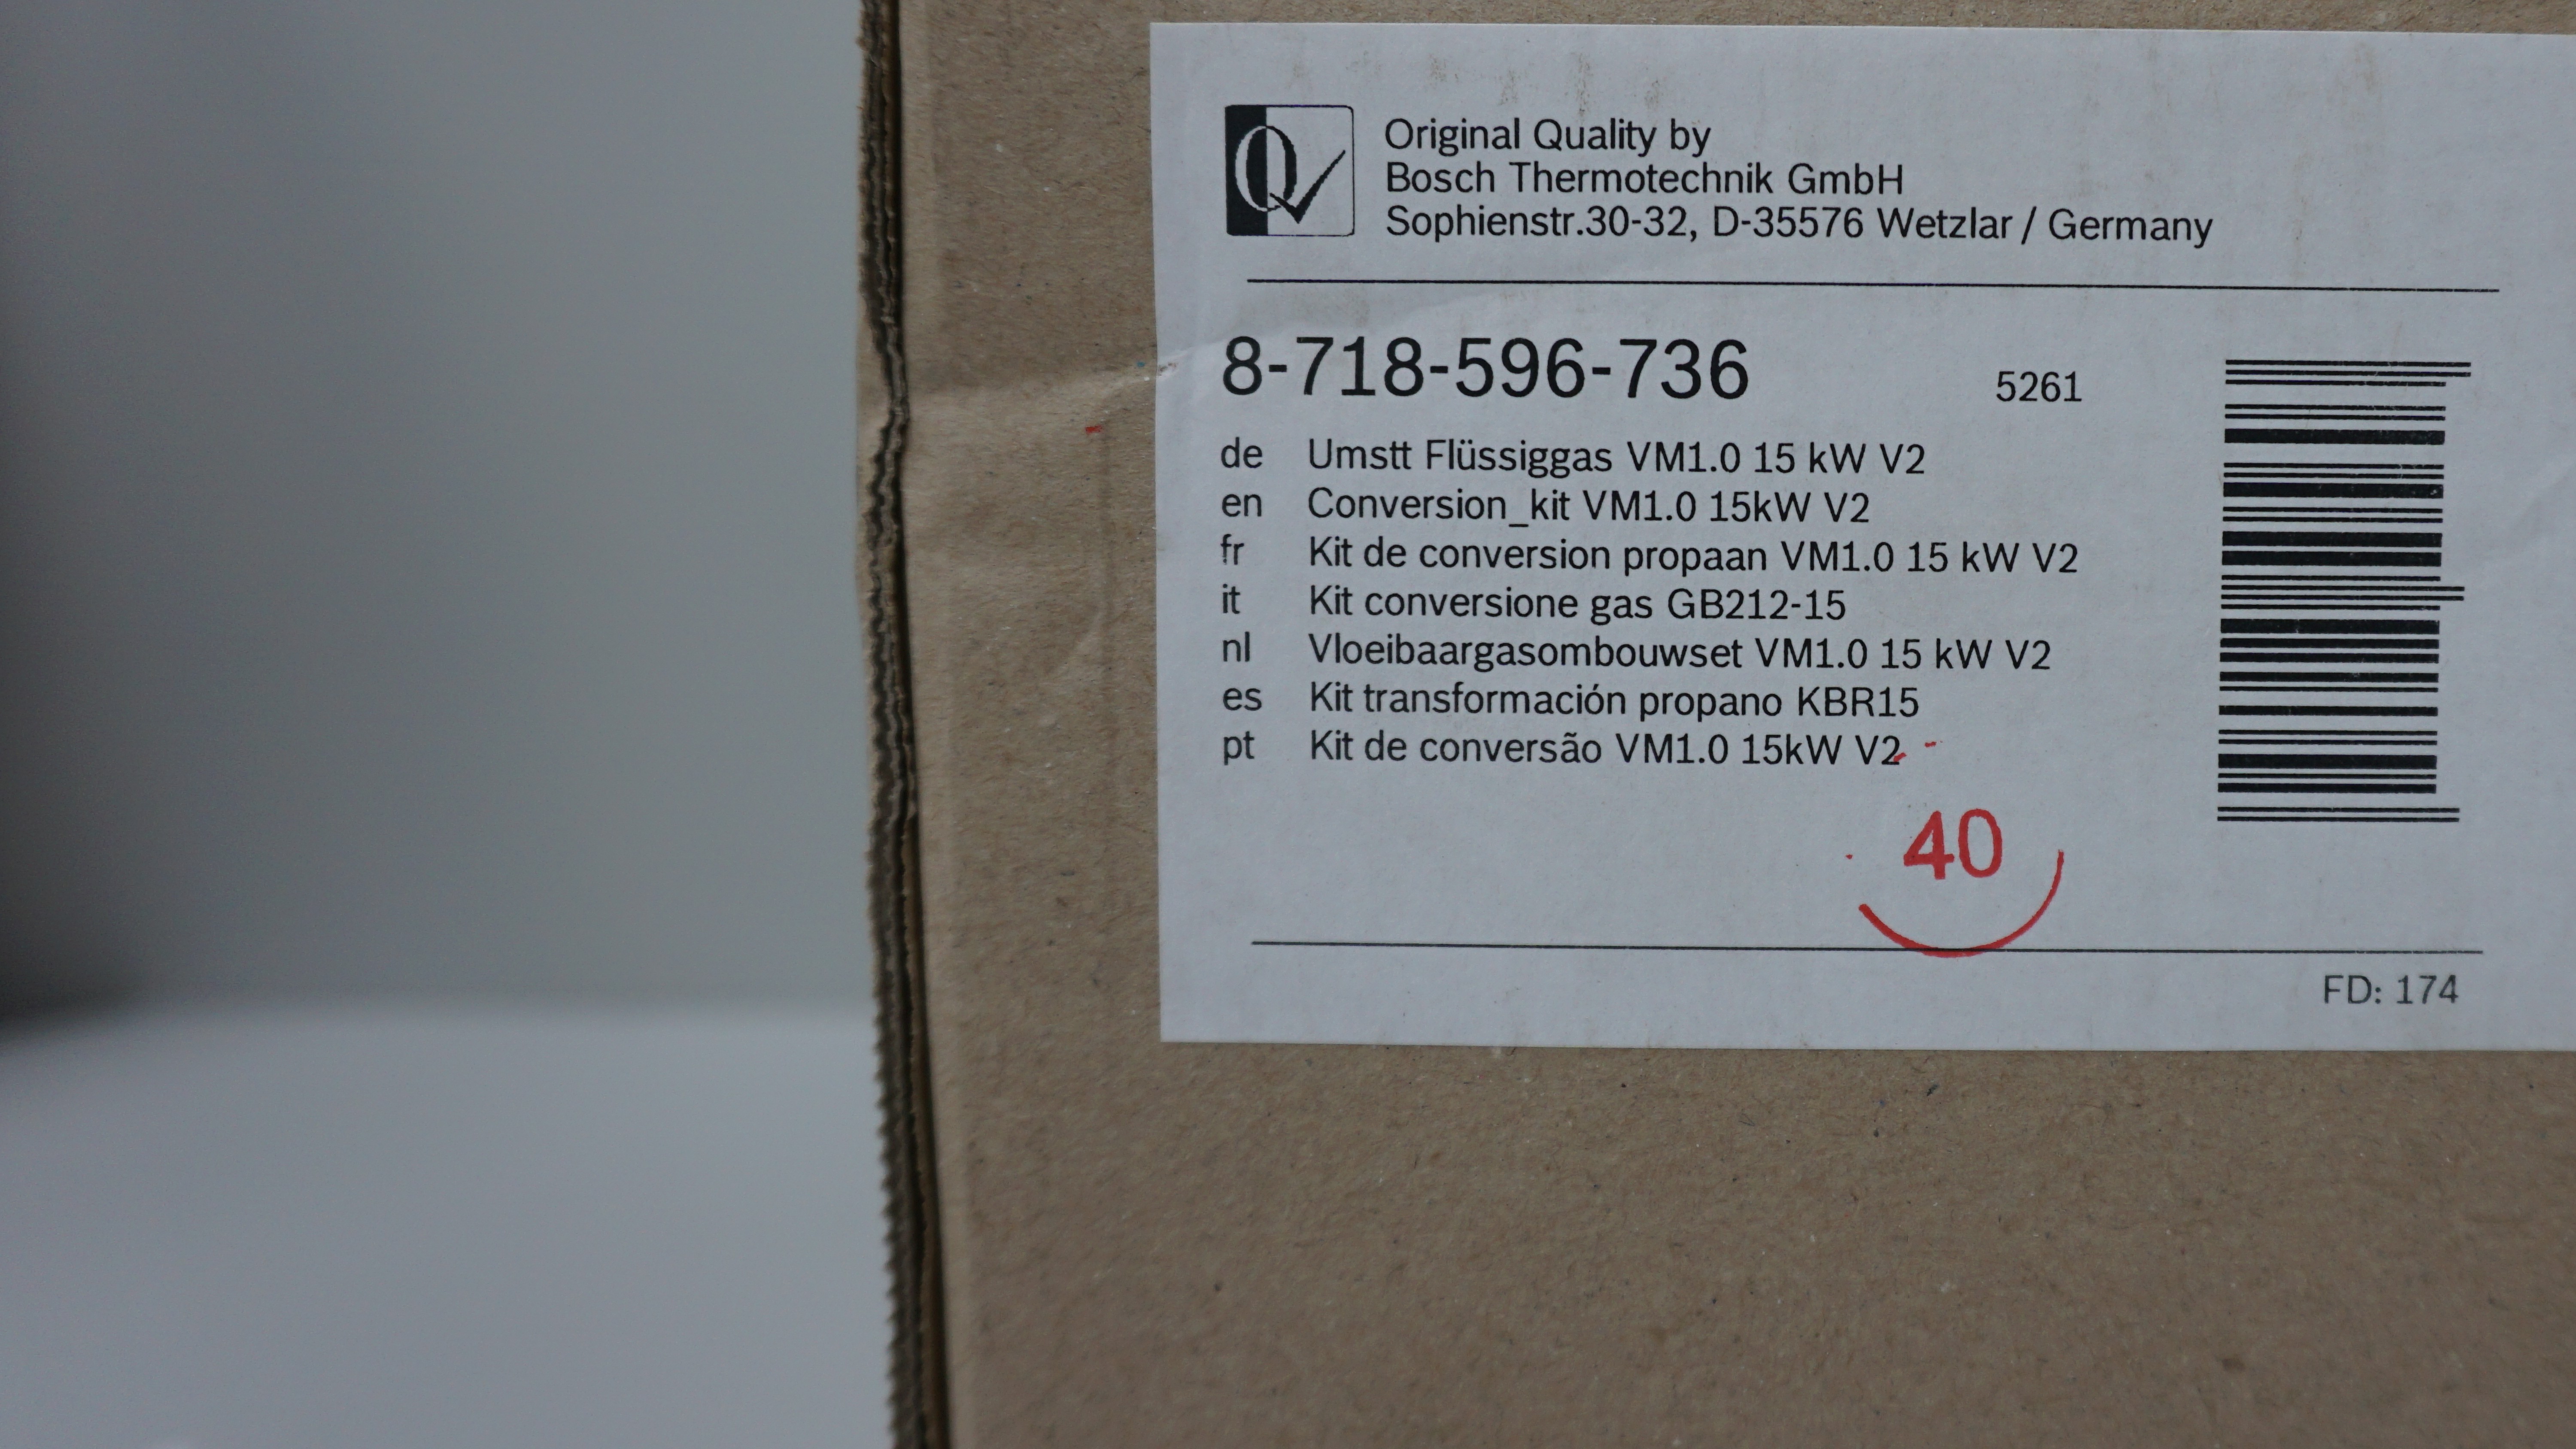 Q
Original Quality by
Bosch Thermotechnik GmbH
Sophienstr.30-32, D-35576 Wetzlar / Germany
8-718-596-736 5261
de Umstt Flüssiggas VM1.0 15 kW V2
en Conversion_kit VM1.0 15kW V2
fr Kit de conversion propaan VM1.0 15 kW V2
it Kit conversione gas GB212-15
nl Vloeibaargasombouwset VM1.0 15 kW V2
es Kit transformación propano KBR15
pt Kit de conversão VM1.0 15kW V2
40
FD: 174